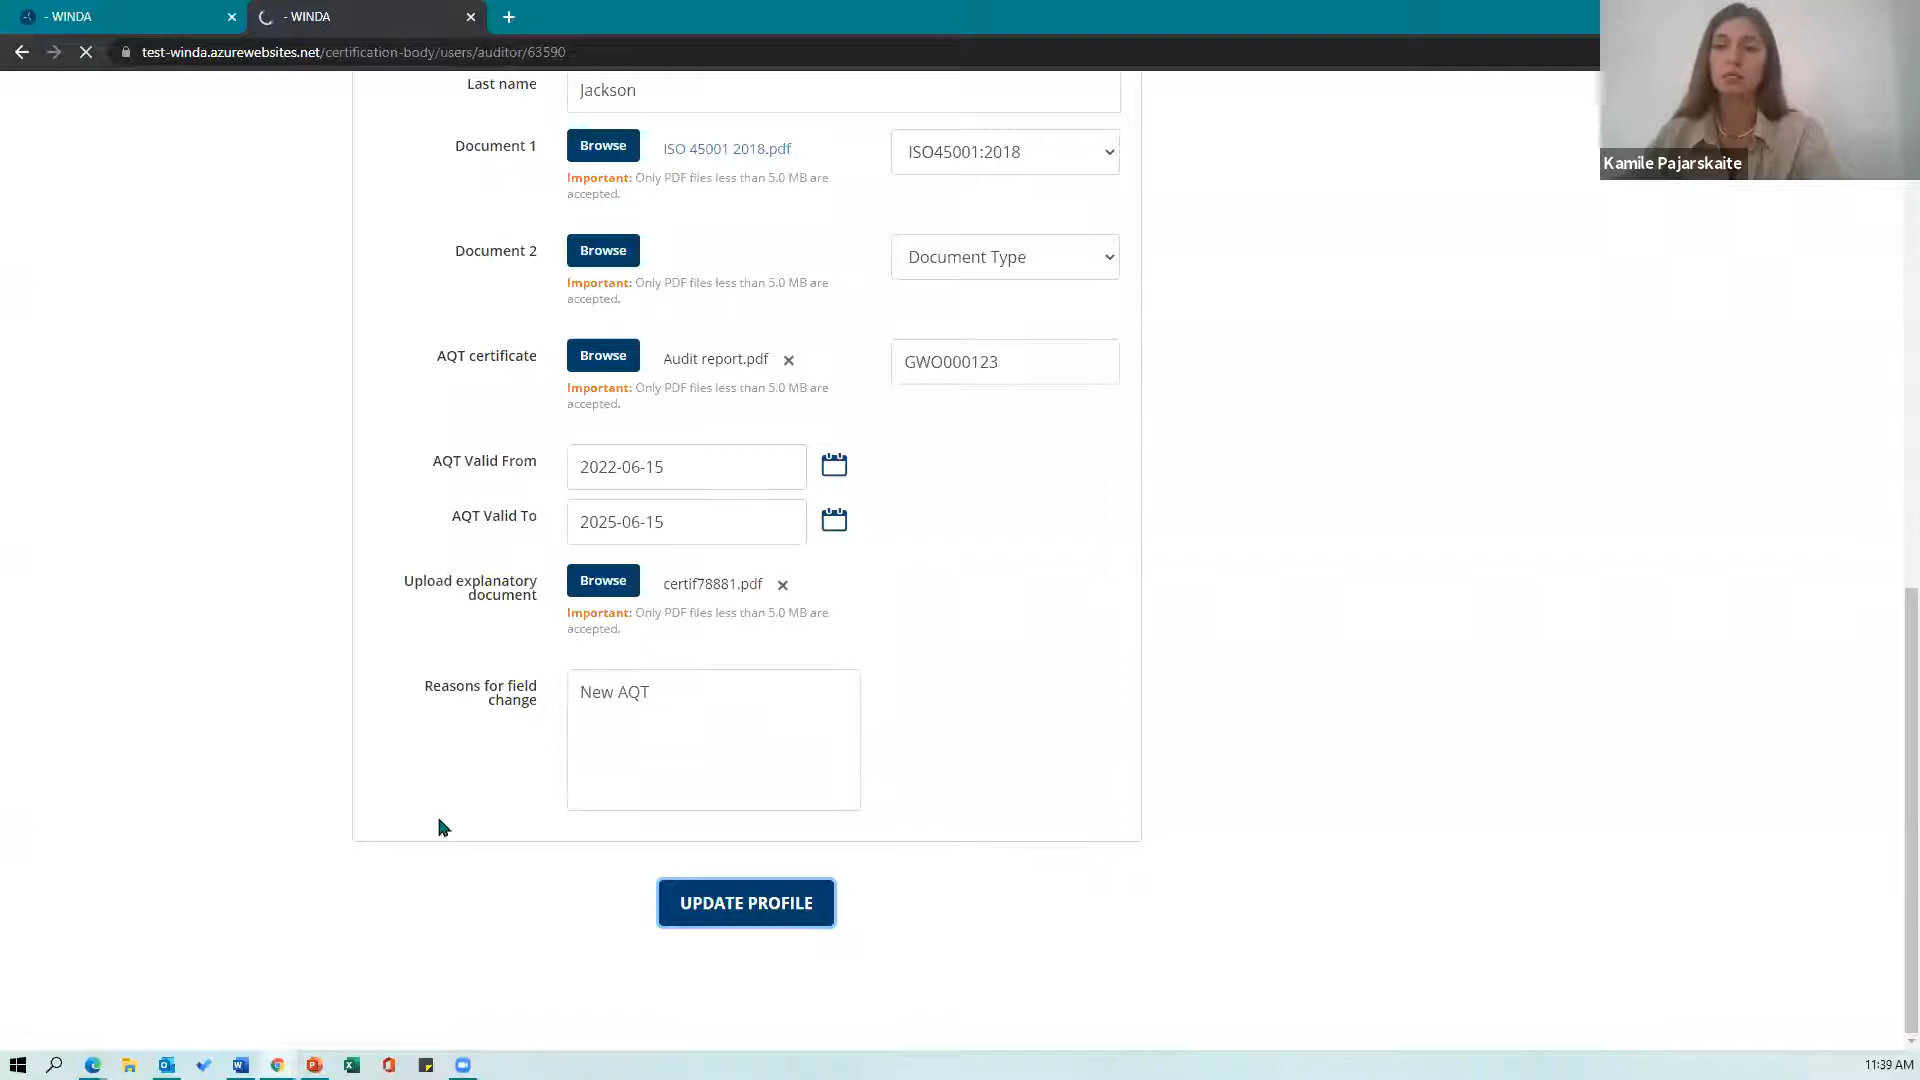 - WINDA
- WINDA
test-winda.azurewebsites.net/certification-body/users/auditor/63590
Kamile Pajarskaite
Last name
Jackson
Document 1
Browse
ISO 45001 2018.pdf
ISO45001:2018
Important: Only PDF files less than 5.0 MB are
accepted.
Document 2
Browse
Document Type
Important: Only PDF files less than 5.0 MB are
accepted.
AQT certificate
Browse
Audit report.pdf
GWO000123
Important: Only PDF files less than 5.0 MB are
accepted.
AQT Valid From
2022-06-15
AQT Valid To
2025-06-15
Upload explanatory
document
Browse
certif78881.pdf
Important: Only PDF files less than 5.0 MB are
accepted.
Reasons for field
change
New AQT
UPDATE PROFILE
11:39 AM